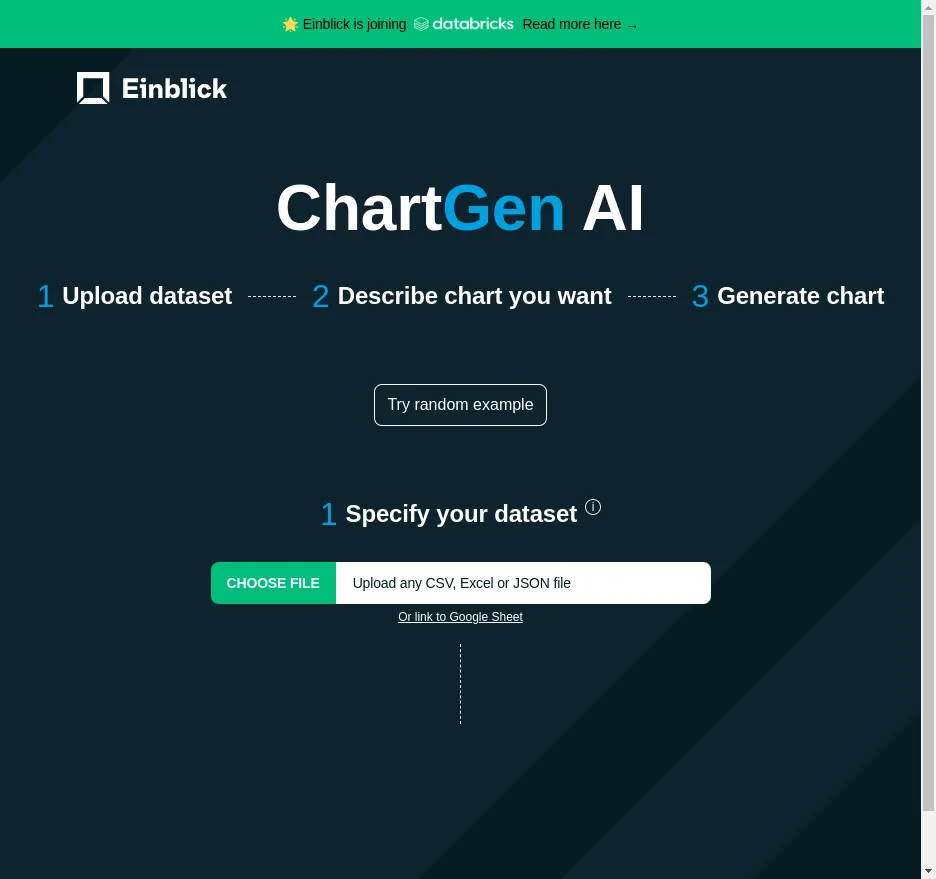 🌟 Einblick is joining databricks Read more here →
Einblick
ChartGen AI
1 Upload dataset 2 Describe chart you want 3 Generate chart
Try random example
1 Specify your dataset ⓘ
CHOOSE FILE Upload any CSV, Excel or JSON file
Or link to Google Sheet